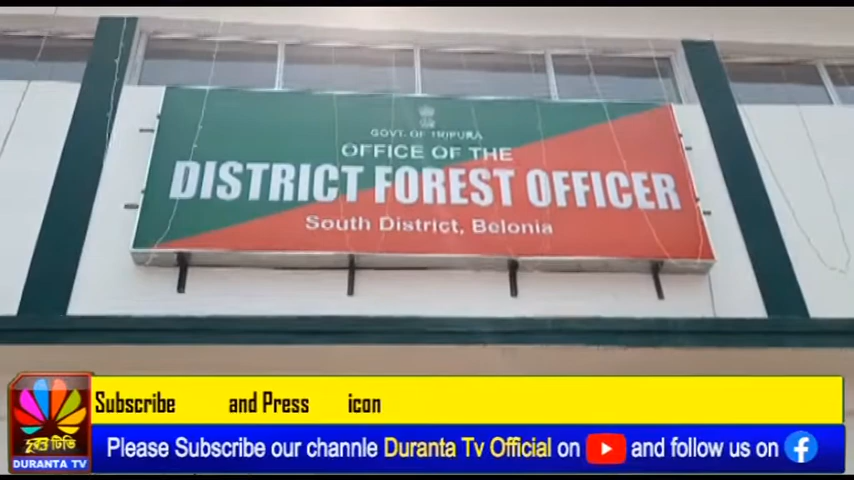 GOVT. OF TRIPURA
OFFICE OF THE
DISTRICT FOREST OFFICER
South District, Belonia
Subscribe and Press icon
দুরন্ত টিভি
DURANTA TV
Please Subscribe our channle Duranta Tv Official on and follow us on